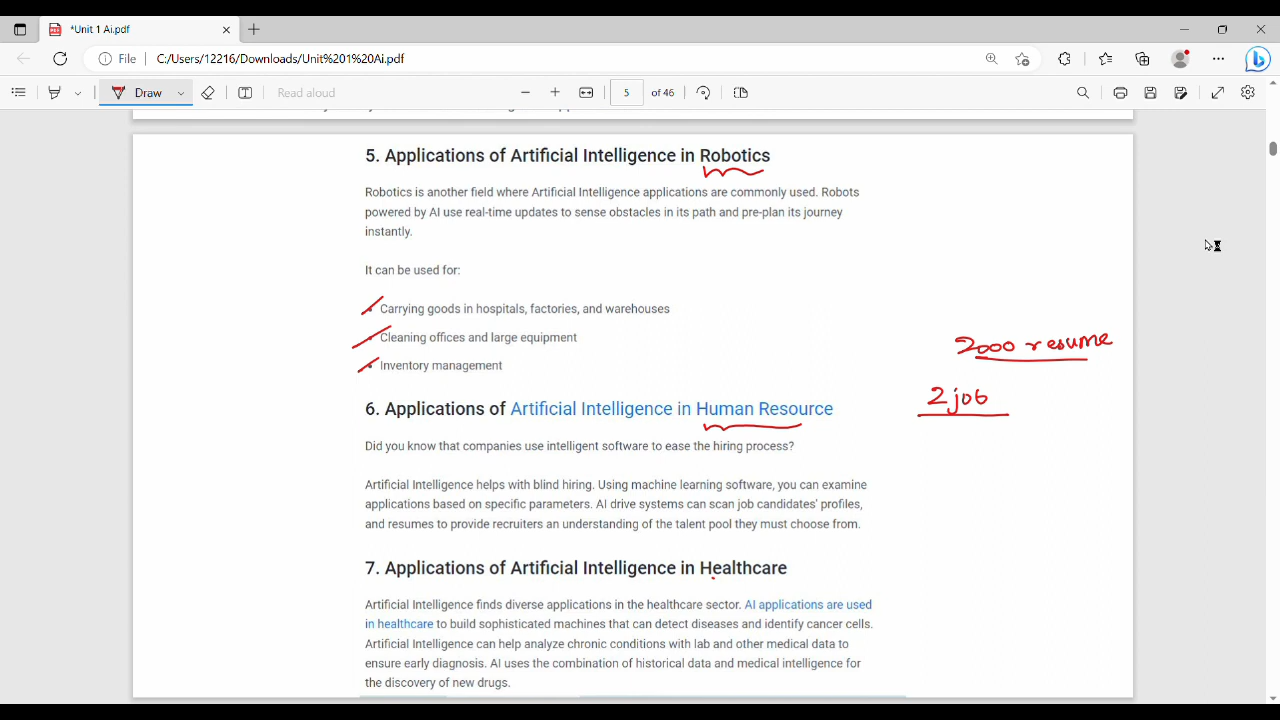 *Unit 1 Ai.pdf
File
C:/Users/12216/Downloads/Unit%201%20Ai.pdf
Draw
Read aloud
5 of 46
5. Applications of Artificial Intelligence in Robotics
Robotics is another field where Artificial Intelligence applications are commonly used. Robots
powered by AI use real-time updates to sense obstacles in its path and pre-plan its journey
instantly.
It can be used for:
Carrying goods in hospitals, factories, and warehouses
Cleaning offices and large equipment
Inventory management
2000 resume
2 job
6. Applications of Artificial Intelligence in Human Resource
Did you know that companies use intelligent software to ease the hiring process?
Artificial Intelligence helps with blind hiring. Using machine learning software, you can examine
applications based on specific parameters. AI drive systems can scan job candidates' profiles,
and resumes to provide recruiters an understanding of the talent pool they must choose from.
7. Applications of Artificial Intelligence in Healthcare
Artificial Intelligence finds diverse applications in the healthcare sector. AI applications are used
in healthcare to build sophisticated machines that can detect diseases and identify cancer cells.
Artificial Intelligence can help analyze chronic conditions with lab and other medical data to
ensure early diagnosis. AI uses the combination of historical data and medical intelligence for
the discovery of new drugs.